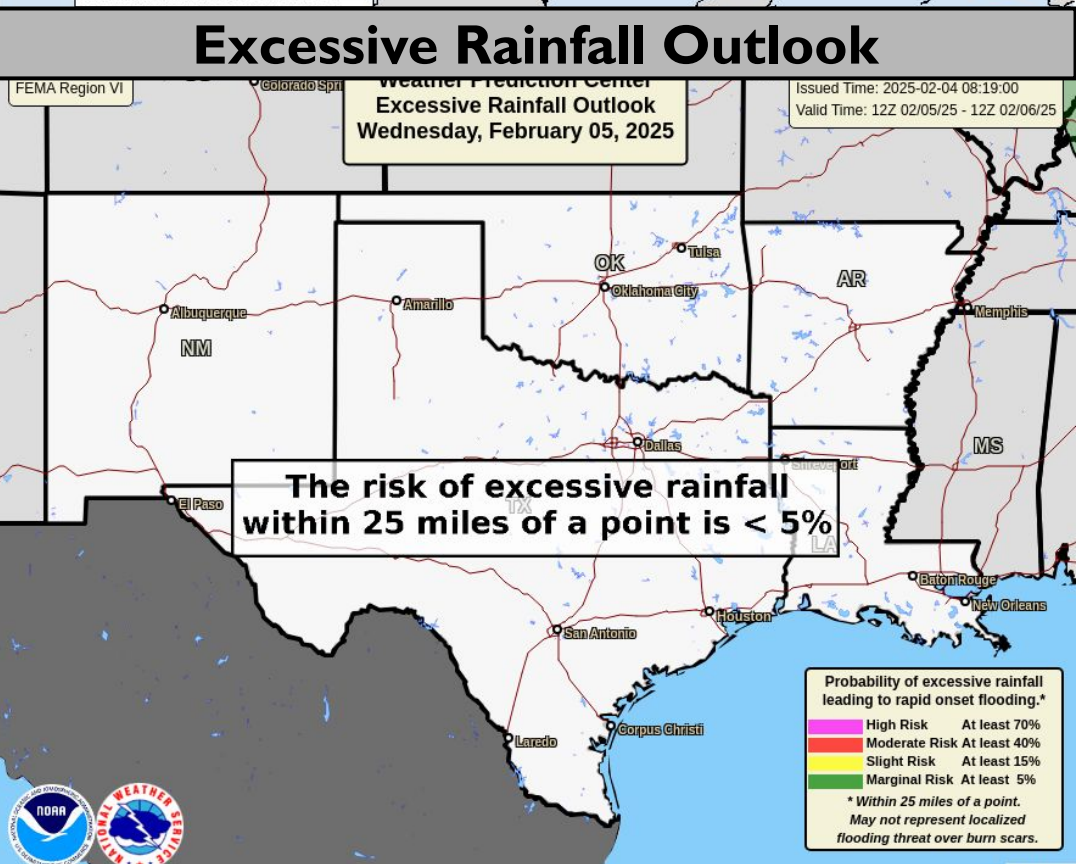 Excessive Rainfall Outlook
FEMA Region VI
Colorado Spri
Weather Prediction Center
Excessive Rainfall Outlook
Wednesday, February 05, 2025
Issued Time: 2025-02-04 08:19:00
Valid Time: 12Z 02/05/25 - 12Z 02/06/25
Tulsa
OK
Oklahoma City
AR
Amarillo
Albuquerque
Memphis
NM
Dallas
MS
Shreveport
The risk of excessive rainfall
within 25 miles of a point is < 5%
El Paso
TX
LA
Baton Rouge
New Orleans
Houston
San Antonio
Corpus Christi
Laredo
Probability of excessive rainfall
leading to rapid onset flooding.*
High Risk At least 70%
Moderate Risk At least 40%
Slight Risk At least 15%
Marginal Risk At least 5%
* Within 25 miles of a point.
May not represent localized
flooding threat over burn scars.
NOAA
NATIONAL WEATHER SERVICE